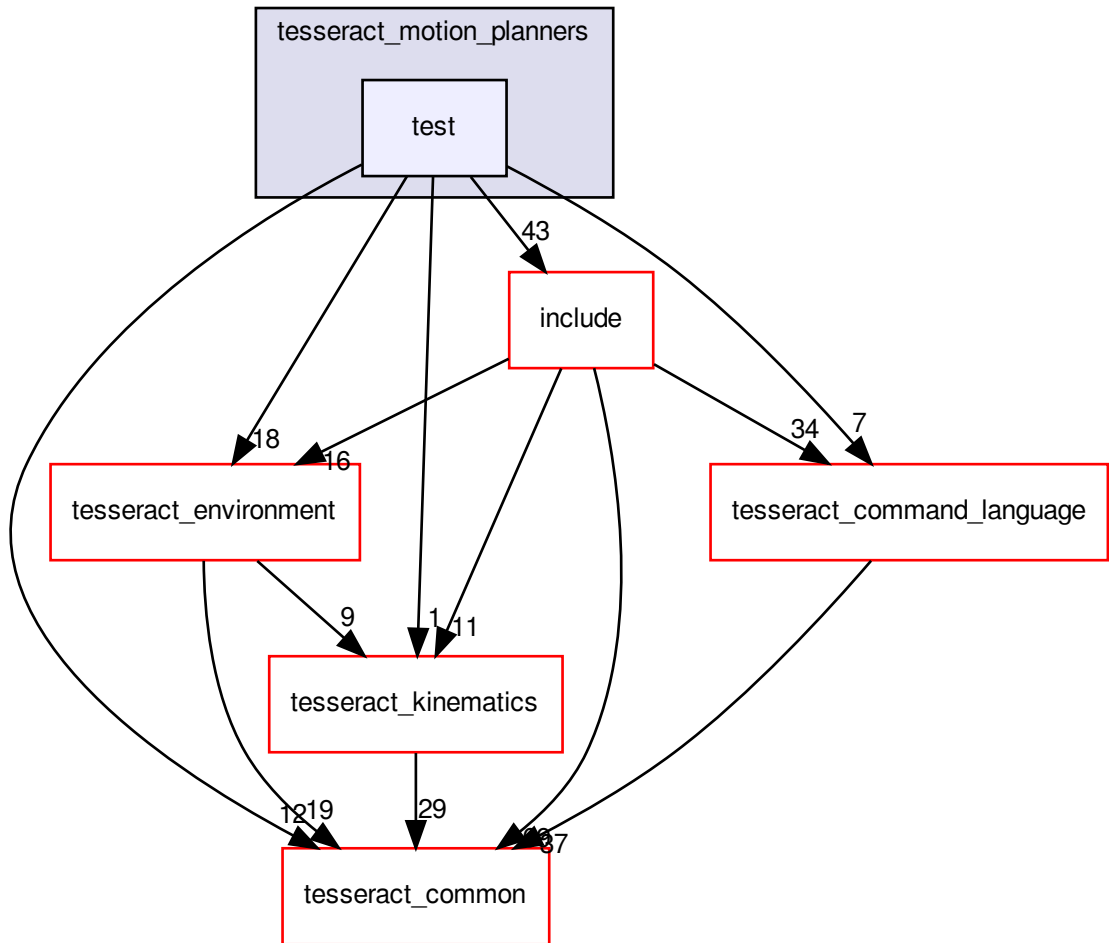 tesseract_motion_planners
test
43
include
18
16
34
7
tesseract_environment
tesseract_command_language
9
1
11
tesseract_kinematics
12
19
29
37
tesseract_common